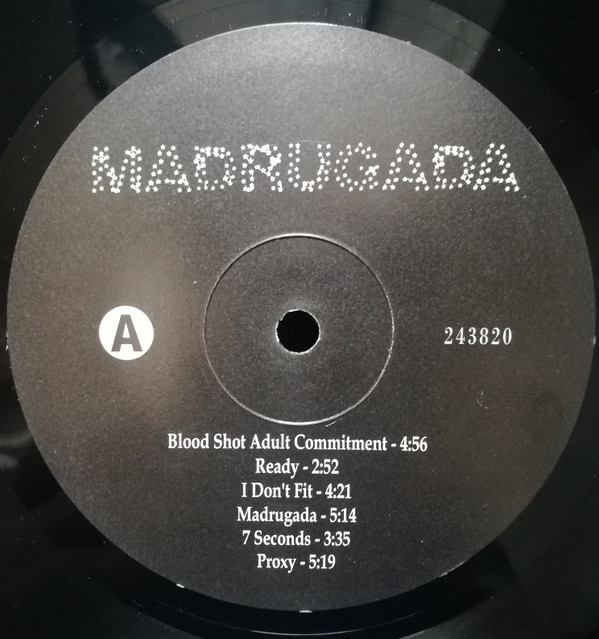 MADRUGADA
A
243820
Blood Shot Adult Commitment - 4:56
Ready - 2:52
I Don't Fit - 4:21
Madrugada - 5:14
7 Seconds - 3:35
Proxy - 5:19